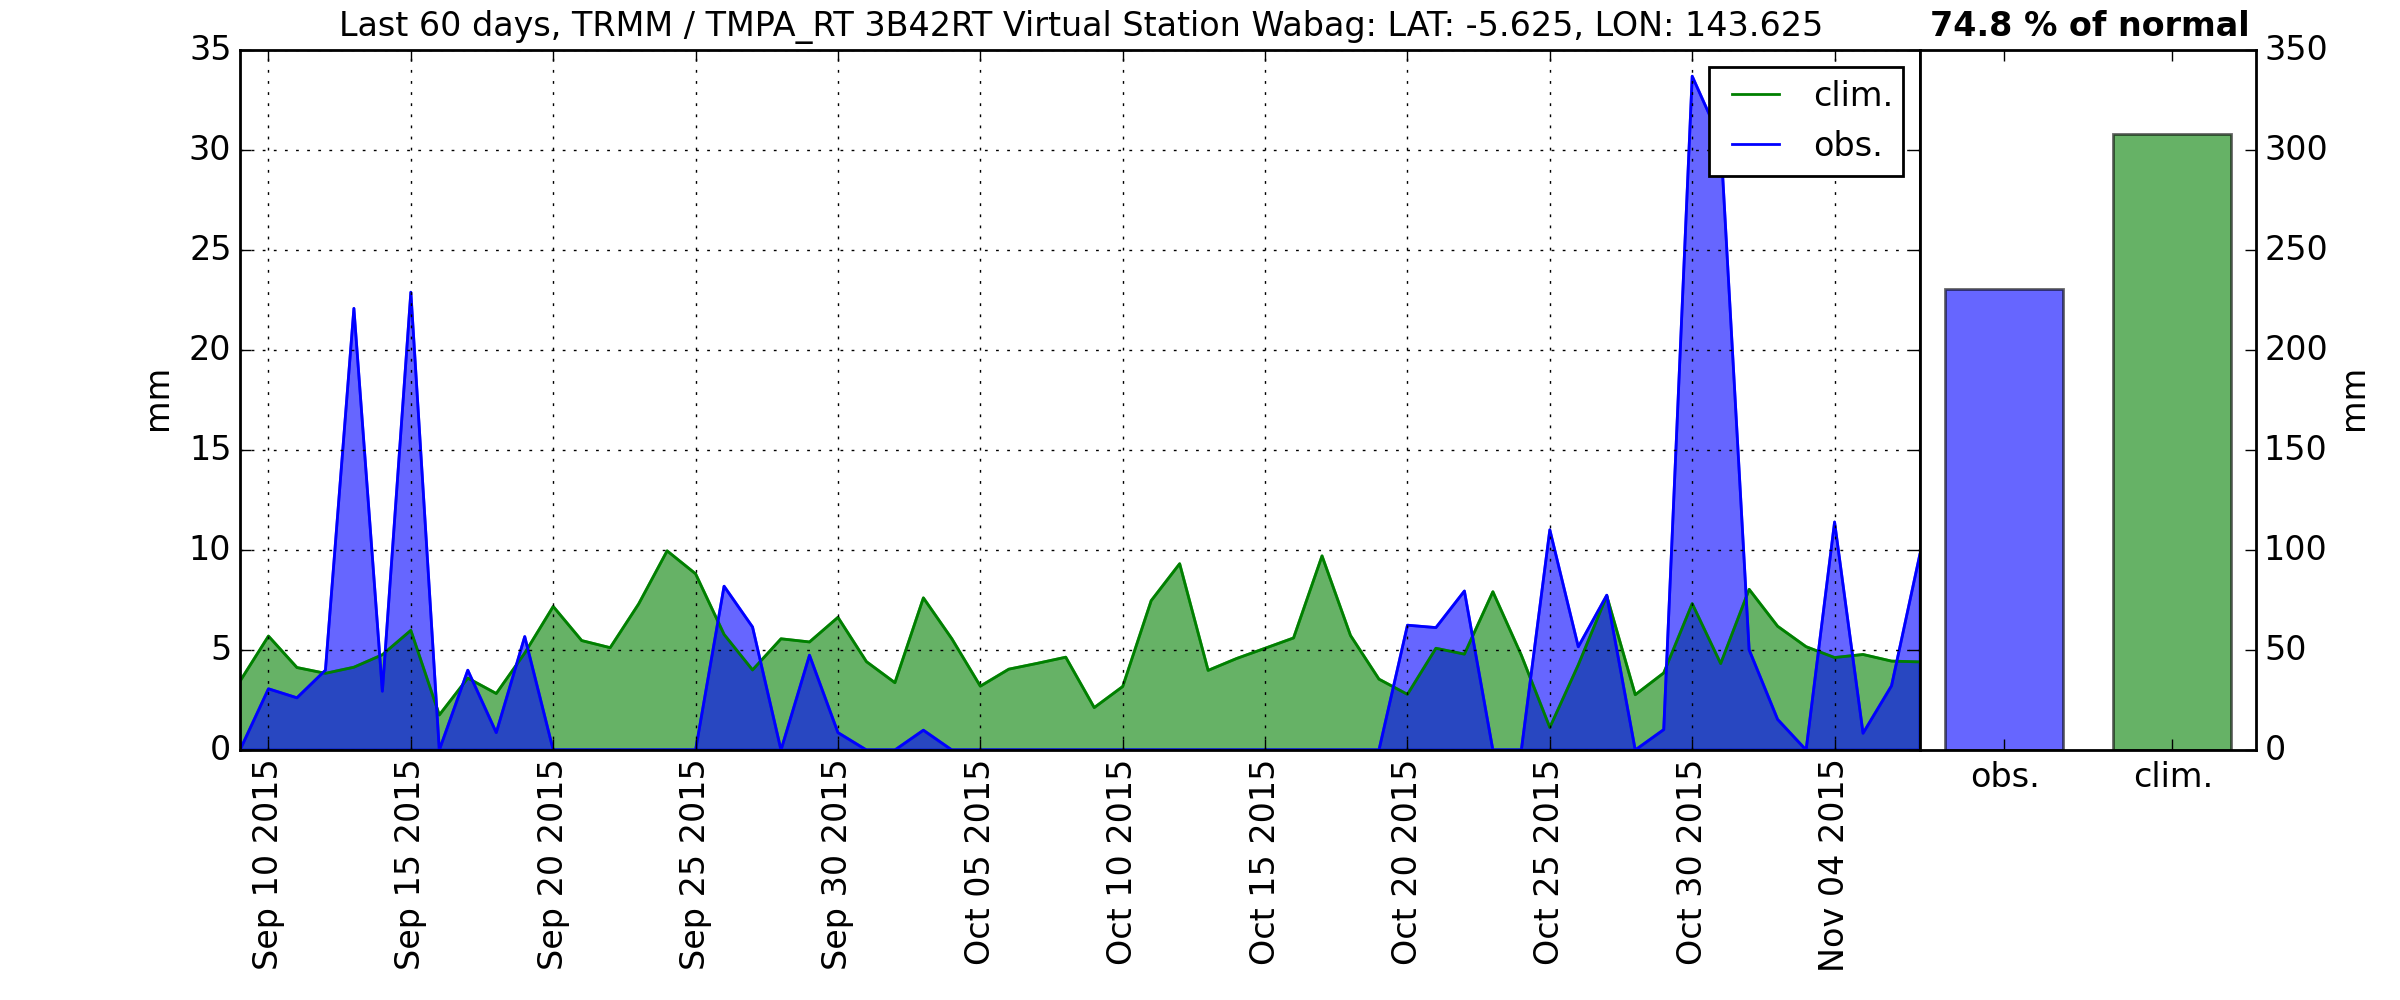 Last 60 days, TRMM / TMPA_RT 3B42RT Virtual Station Wabag: LAT: -5.625, LON: 143.625
74.8 % of normal
35
30
25
20
15
10
5
0
mm
clim.
obs.
350
300
250
200
150
100
50
0
mm
Sep 10 2015
Sep 15 2015
Sep 20 2015
Sep 25 2015
Sep 30 2015
Oct 05 2015
Oct 10 2015
Oct 15 2015
Oct 20 2015
Oct 25 2015
Oct 30 2015
Nov 04 2015
obs.
clim.